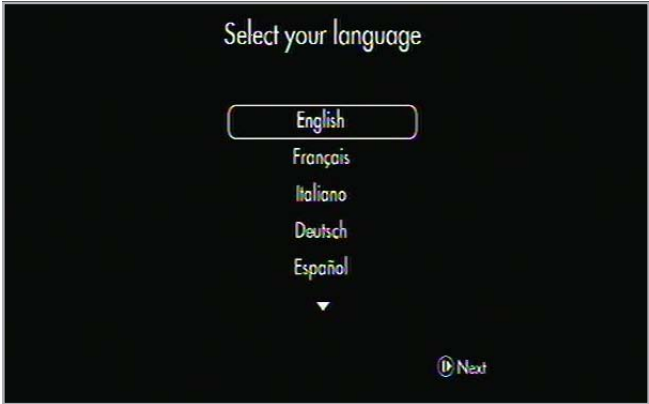 Select your language
English
Français
Italiano
Deutsch
Español
Next